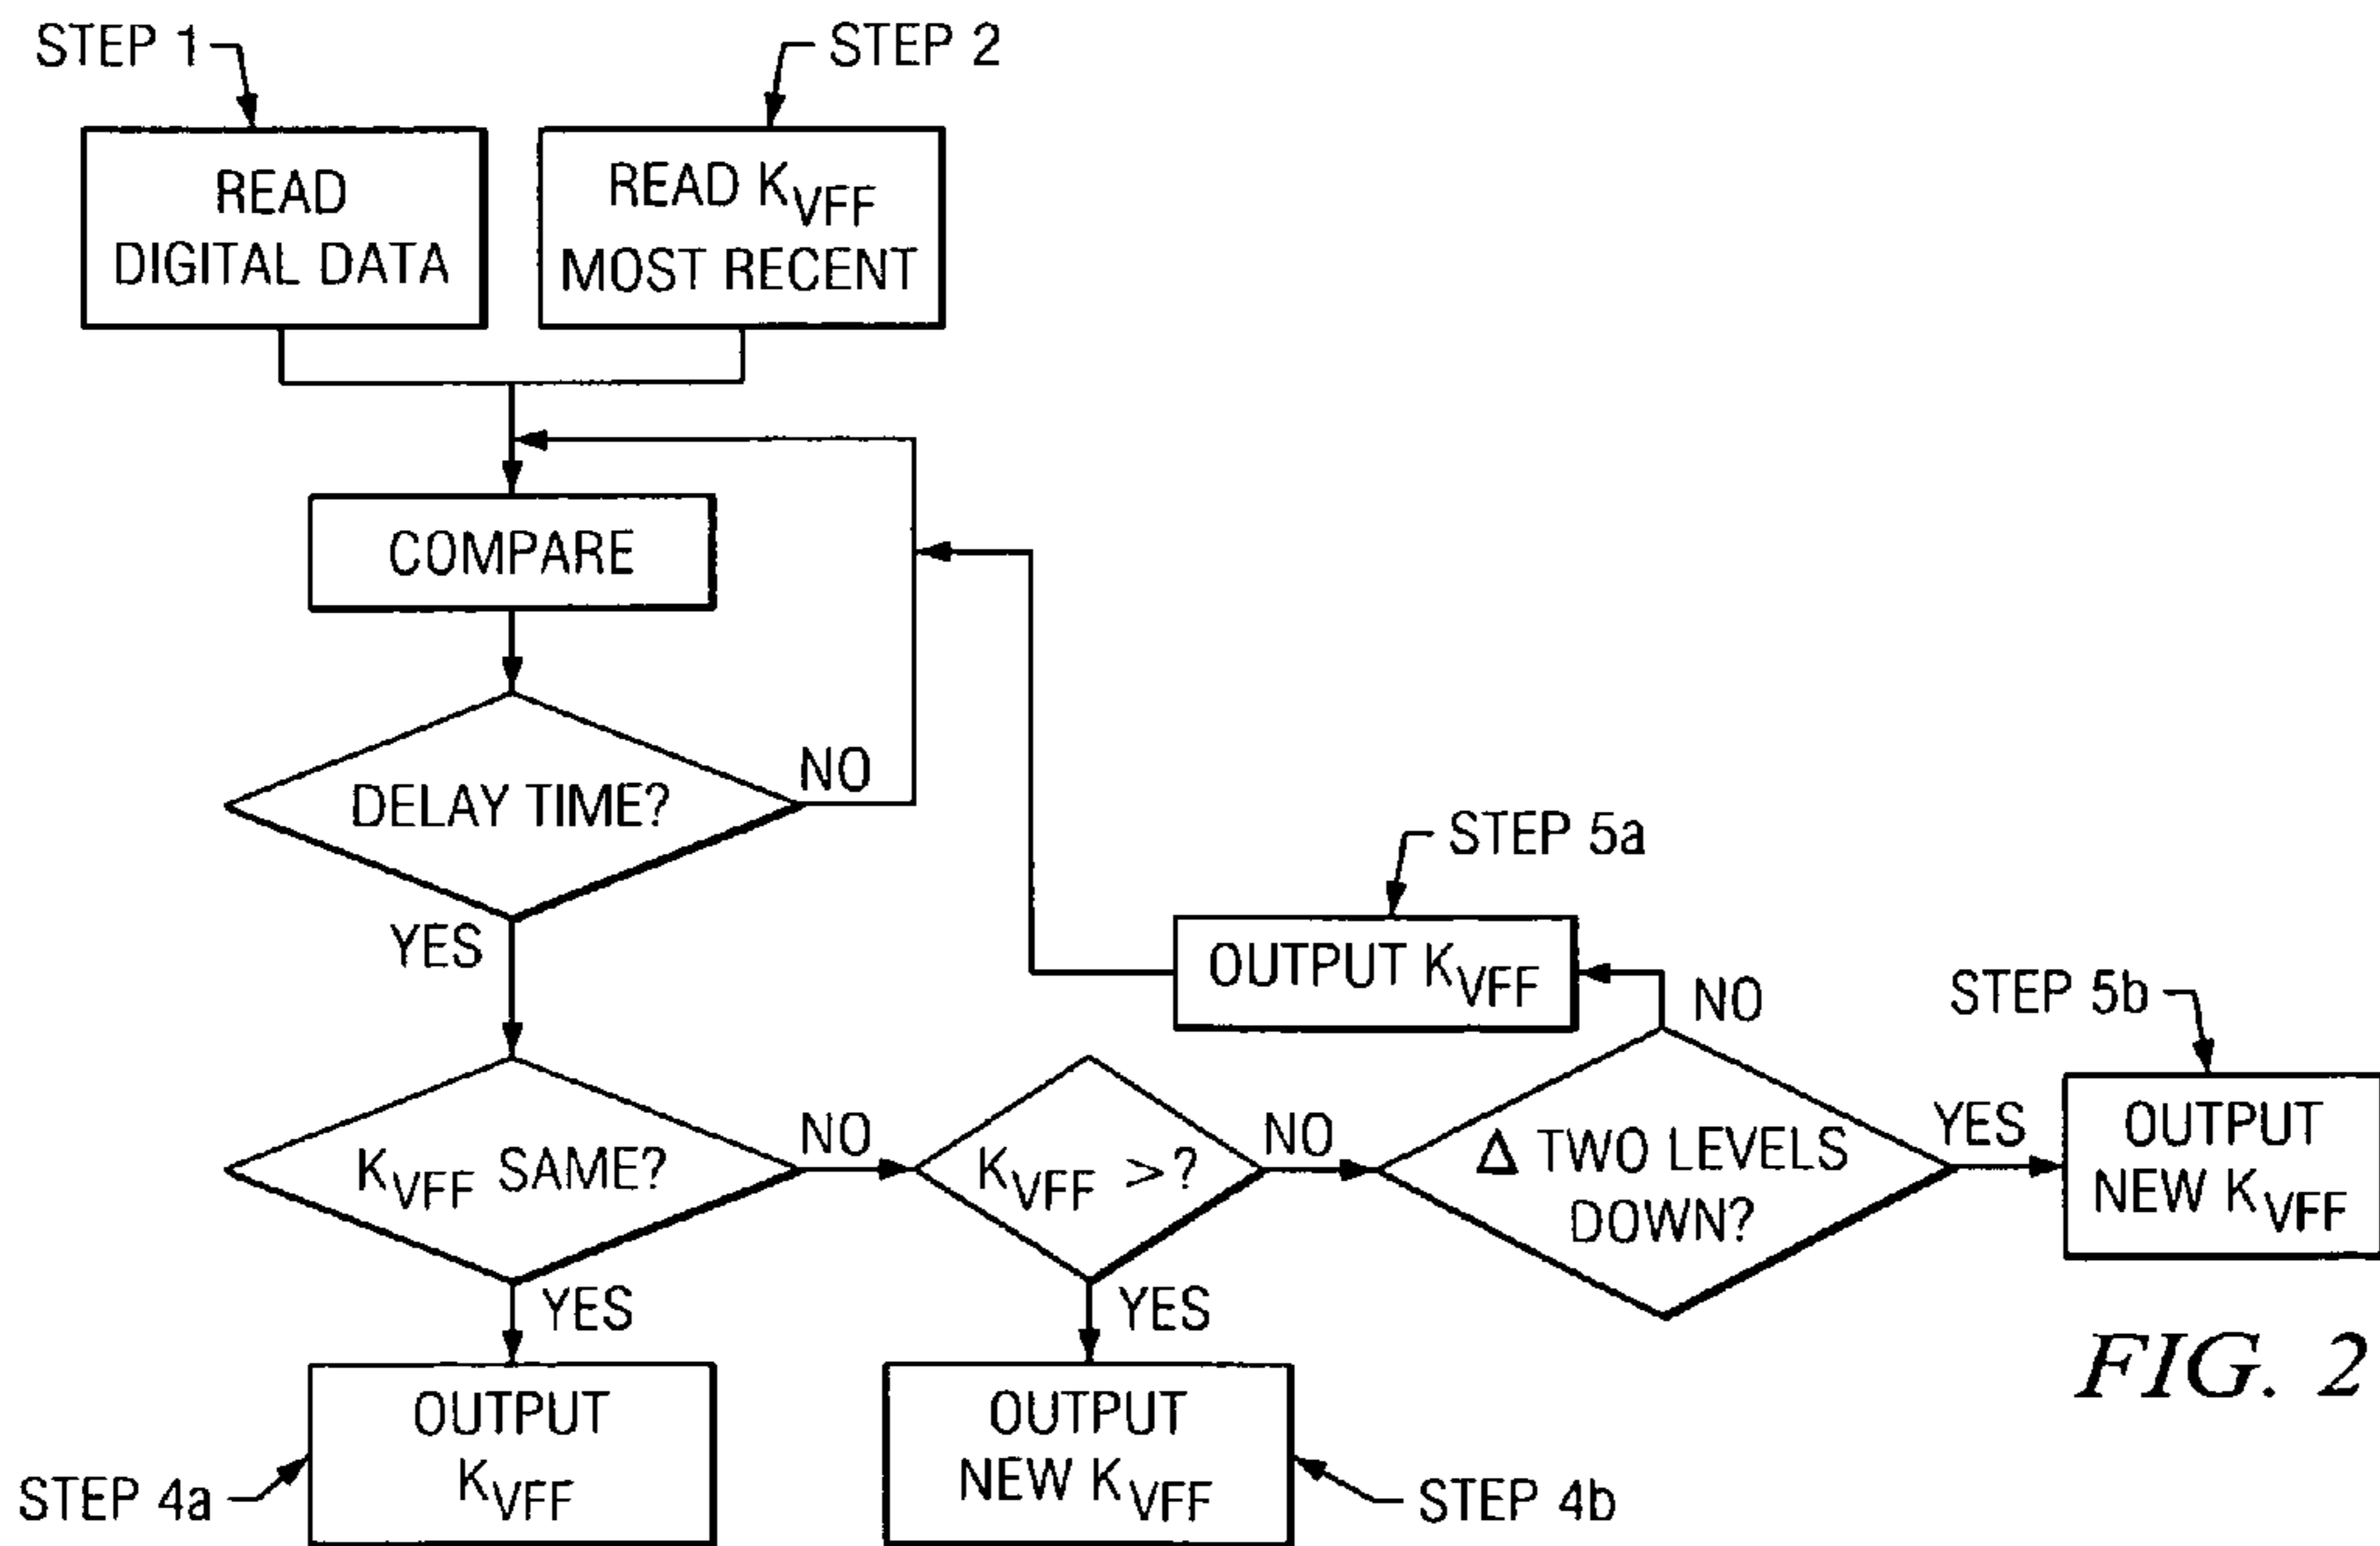 STEP 1
STEP 2
READ
DIGITAL DATA
READ KVFF
MOST RECENT
COMPARE
DELAY TIME?
NO
YES
STEP 5a
OUTPUT KVFF
NO
STEP 5b
KVFF SAME?
NO
KVFF >?
NO
Δ TWO LEVELS
DOWN?
YES
OUTPUT
NEW KVFF
YES
YES
OUTPUT
KVFF
STEP 4a
OUTPUT
NEW KVFF
STEP 4b
FIG. 2